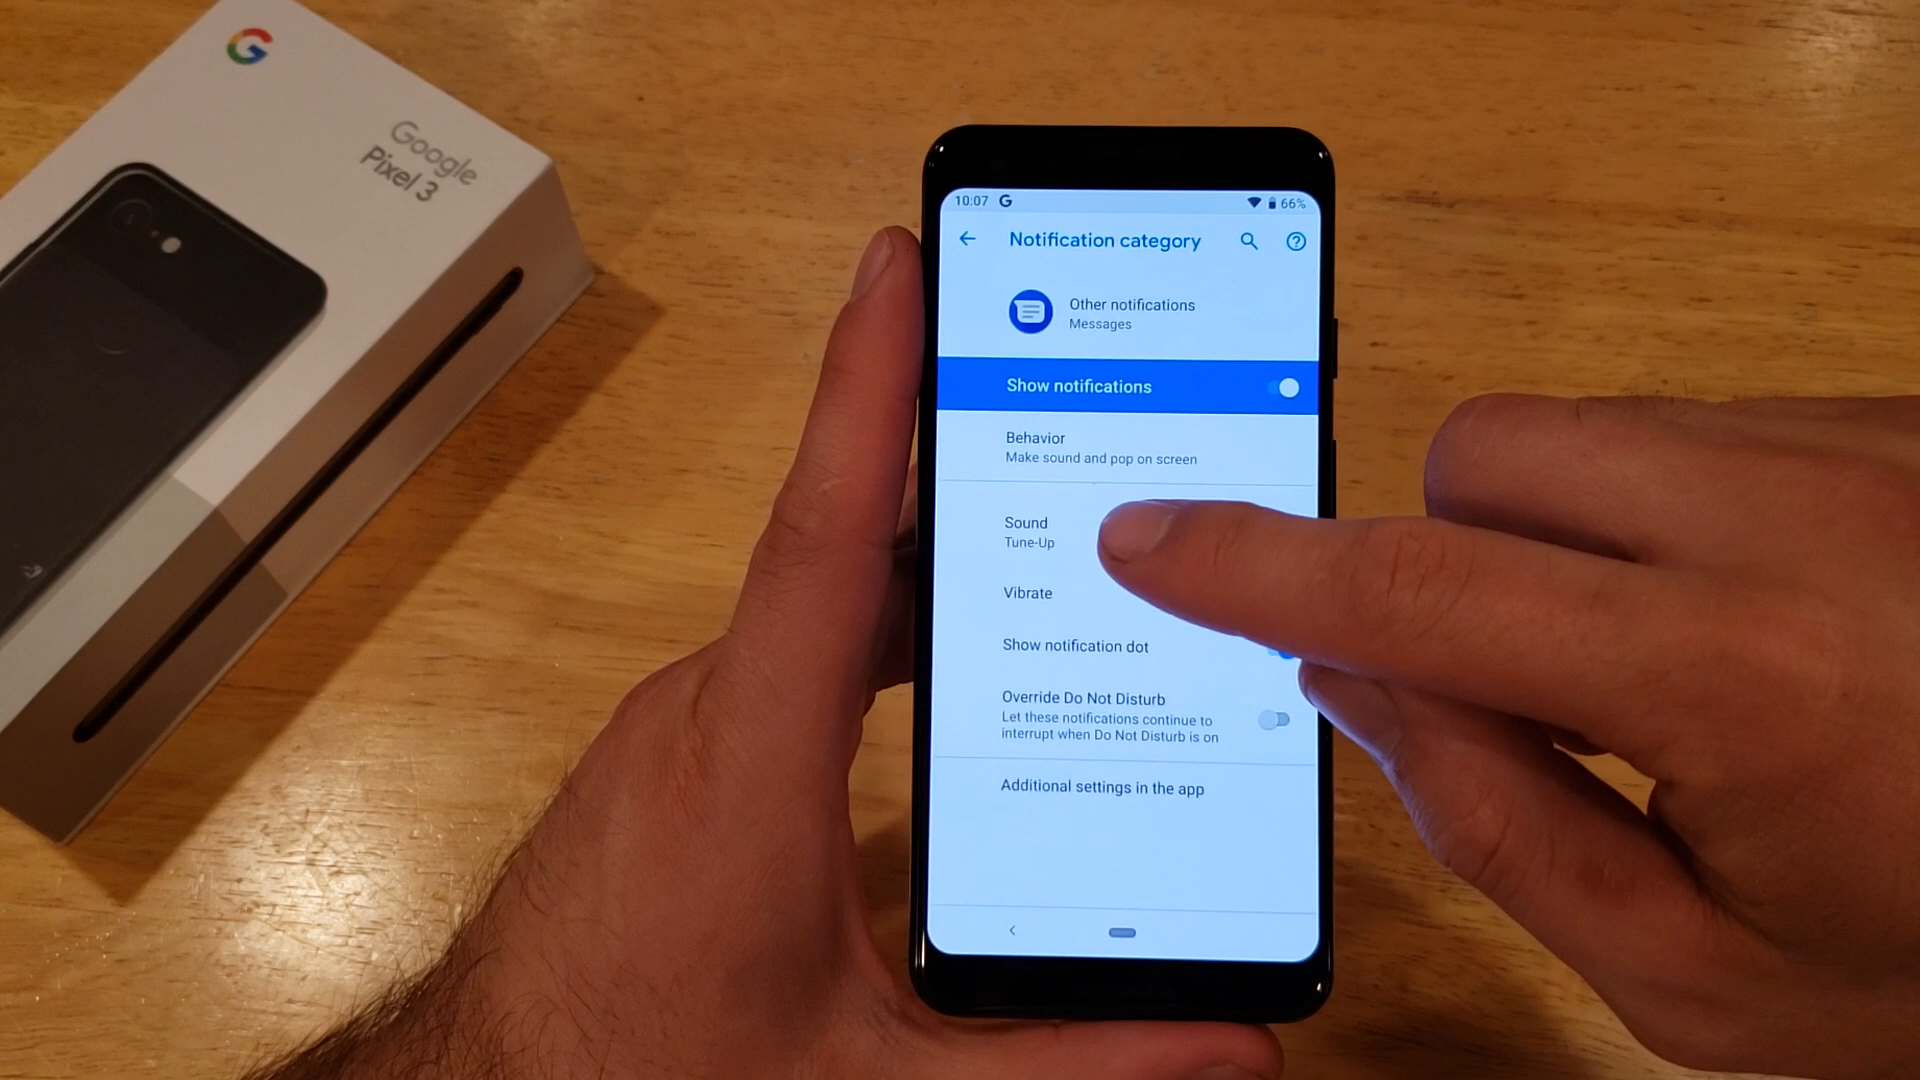 G
Google
Pixel 3
10:07 G 66%
Notification category
Other notifications
Messages
Show notifications
Behavior
Make sound and pop on screen
Sound
Tune-Up
Vibrate
Show notification dot
Override Do Not Disturb
Let these notifications continue to
interrupt when Do Not Disturb is on
Additional settings in the app